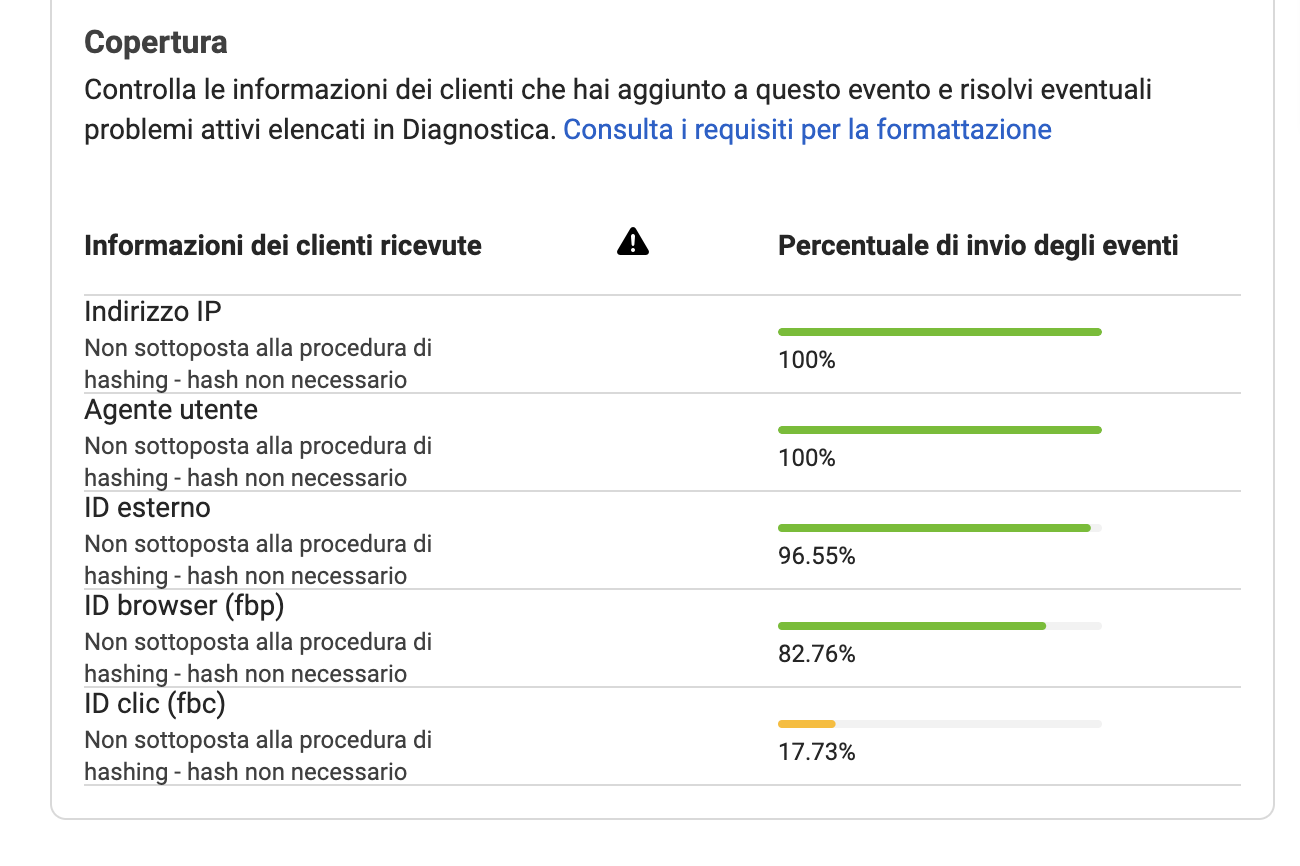 Copertura
Controlla le informazioni dei clienti che hai aggiunto a questo evento e risolvi eventuali
problemi attivi elencati in Diagnostica. Consulta i requisiti per la formattazione
Informazioni dei clienti ricevute
Percentuale di invio degli eventi
Indirizzo IP
Non sottoposta alla procedura di
hashing - hash non necessario
100%
Agente utente
Non sottoposta alla procedura di
hashing - hash non necessario
100%
ID esterno
Non sottoposta alla procedura di
hashing - hash non necessario
96.55%
ID browser (fbp)
Non sottoposta alla procedura di
hashing - hash non necessario
82.76%
ID clic (fbc)
Non sottoposta alla procedura di
hashing - hash non necessario
17.73%